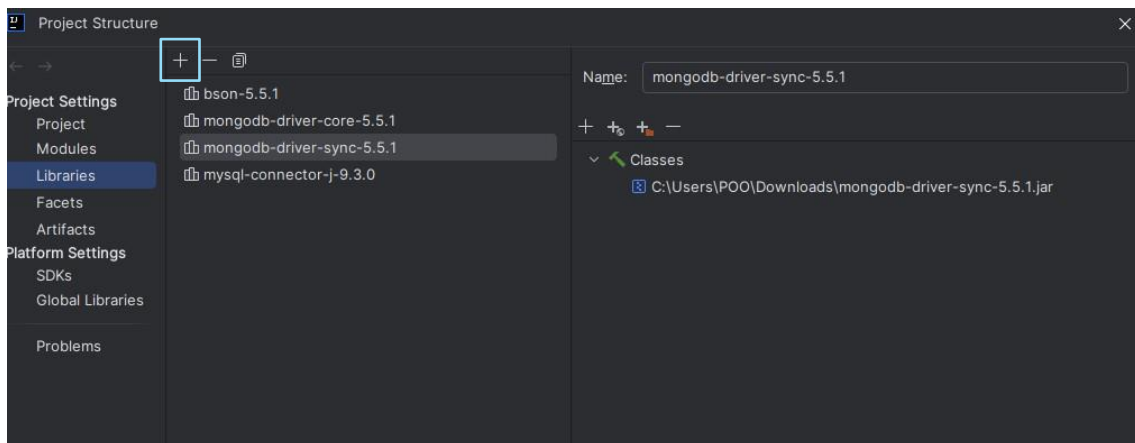 Project Structure
Project Settings
Project
Modules
Libraries
Facets
Artifacts
Platform Settings
SDKs
Global Libraries
Problems
bson-5.5.1
mongodb-driver-core-5.5.1
mongodb-driver-sync-5.5.1
mysql-connector-j-9.3.0
Name: mongodb-driver-sync-5.5.1
Classes
C:\Users\POO\Downloads\mongodb-driver-sync-5.5.1.jar